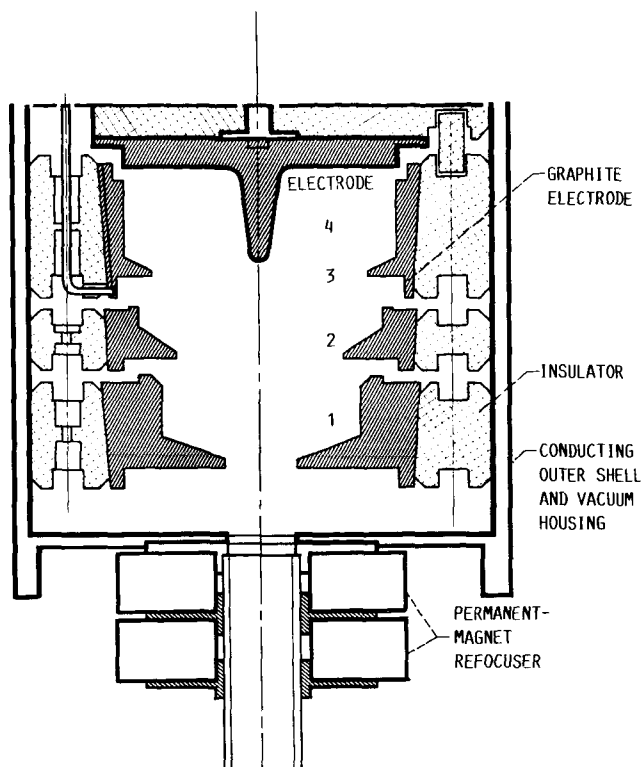 ELECTRODE
4
3
2
1
GRAPHITE
ELECTRODE
INSULATOR
CONDUCTING
OUTER SHELL
AND VACUUM
HOUSING
PERMANENT-
MAGNET
REFOCUSER